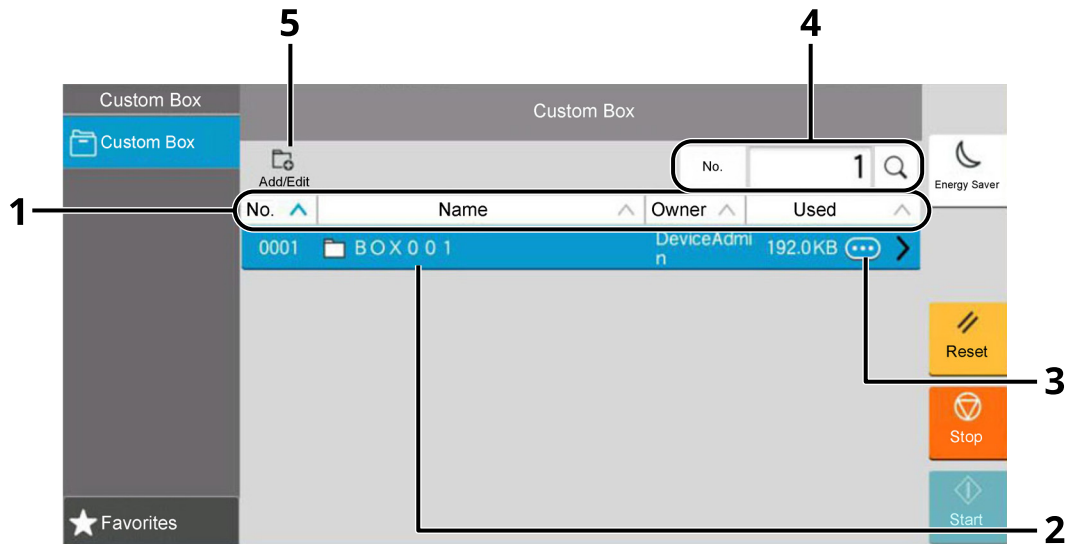 5
4
Custom Box
Custom Box
Custom Box
Add/Edit
No.
1
Energy Saver
1
No.
Name
Owner
Used
0001
BOX001
DeviceAdmi
n
192.0KB
Reset
3
Stop
Favorites
Start
2